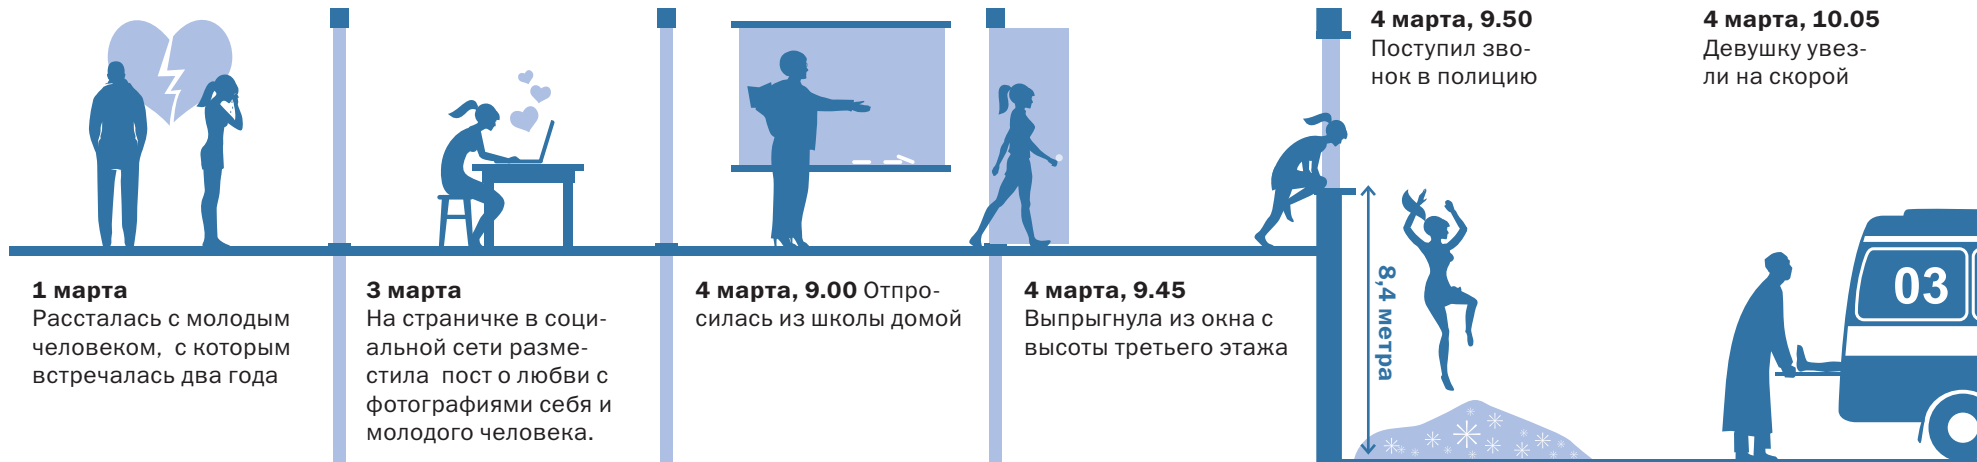 1 марта
Рассталась с молодым
человеком, с которым
встречалась два года
3 марта
На страничке в соци-
альной сети разме-
стила пост о любви с
фотографиями себя и
молодого человека.
4 марта, 9.00 Отпро-
силась из школы домой
4 марта, 9.45
Выпрыгнула из окна с
высоты третьего этажа
8,4 метра
4 марта, 9.50
Поступил зво-
нок в полицию
4 марта, 10.05
Девушку увез-
ли на скорой
03